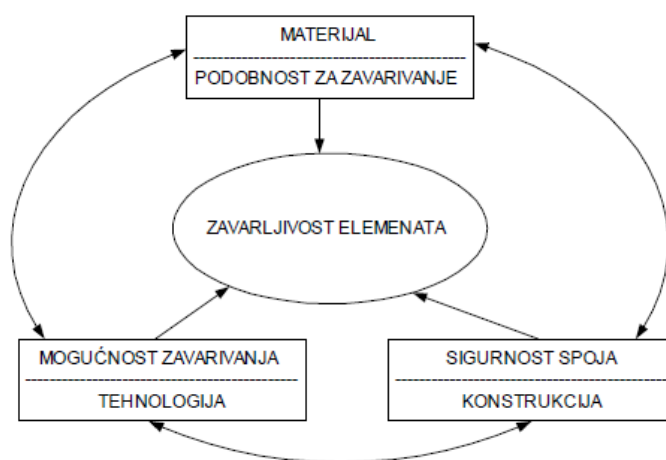 MATERIJAL
PODOBNOST ZA ZAVARIVANJE
ZAVARLJIVOST ELEMENATA
MOGUĆNOST ZAVARIVANJA
TEHNOLOGIJA
SIGURNOST SPOJA
KONSTRUKCIJA